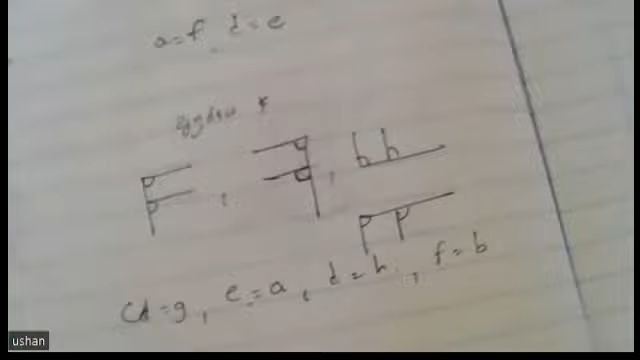 a=f, d=e
c=g, e=a, d=h, f=b
ushan